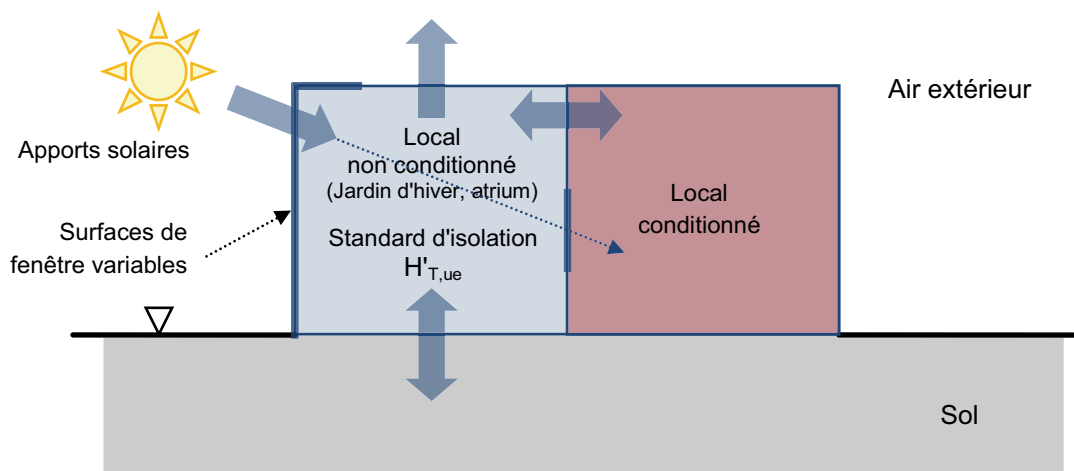 Air extérieur
Apports solaires
Local
non conditionné
(Jardin d'hiver, atrium)
Local
conditionné
Surfaces de
fenêtre variables
Standard d'isolation
H'T,ue
Sol